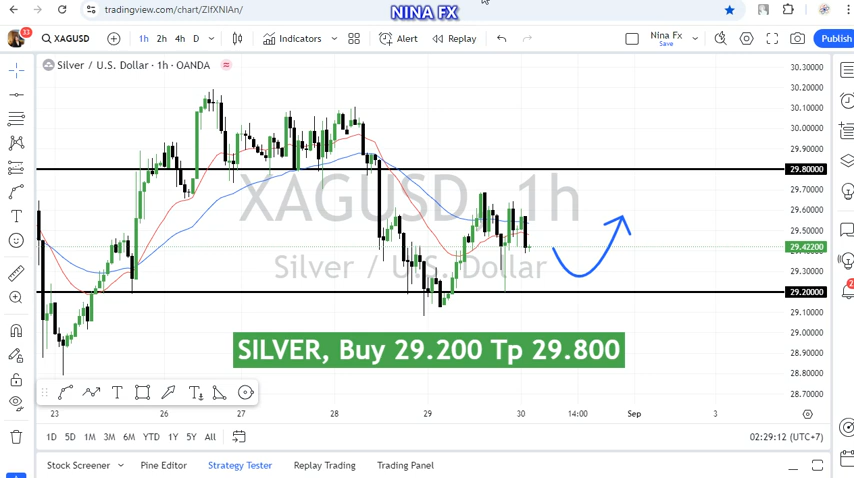 tradingview.com/chart/ZIfXNIAn/
NINA FX
33
XAGUSD
1h 2h 4h D
Indicators
Alert
Replay
Nina Fx
Save
Publish
Silver / U.S. Dollar · 1h · OANDA
30.30000
30.20000
30.10000
30.00000
29.90000
29.80000
29.70000
29.60000
29.50000
29.42200
29.30000
29.20000
29.10000
29.00000
28.90000
28.80000
28.70000
XAGUSD, 1h
Silver / U.S. Dollar
SILVER, Buy 29.200 Tp 29.800
23 26 27 28 29 30 14:00 Sep 3
1D 5D 1M 3M 6M YTD 1Y 5Y All
02:29:12 (UTC+7)
Stock Screener Pine Editor Strategy Tester Replay Trading Trading Panel